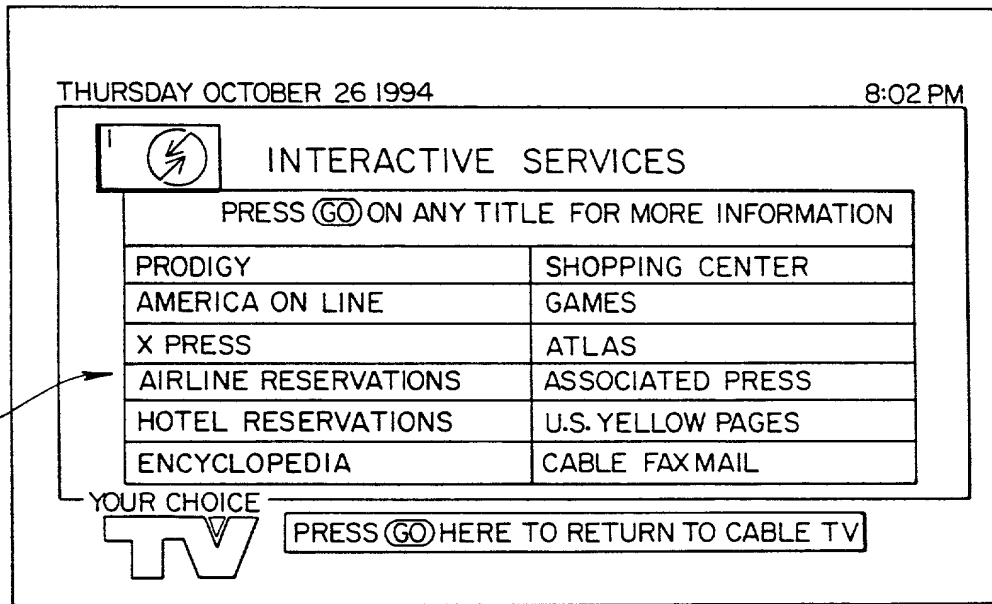 THURSDAY OCTOBER 26 1994 8:02 PM
1 INTERACTIVE SERVICES
PRESS GO ON ANY TITLE FOR MORE INFORMATION
PRODIGY SHOPPING CENTER
AMERICA ON LINE GAMES
X PRESS ATLAS
AIRLINE RESERVATIONS ASSOCIATED PRESS
HOTEL RESERVATIONS U.S. YELLOW PAGES
ENCYCLOPEDIA CABLE FAX MAIL
YOUR CHOICE
TV PRESS GO HERE TO RETURN TO CABLE TV